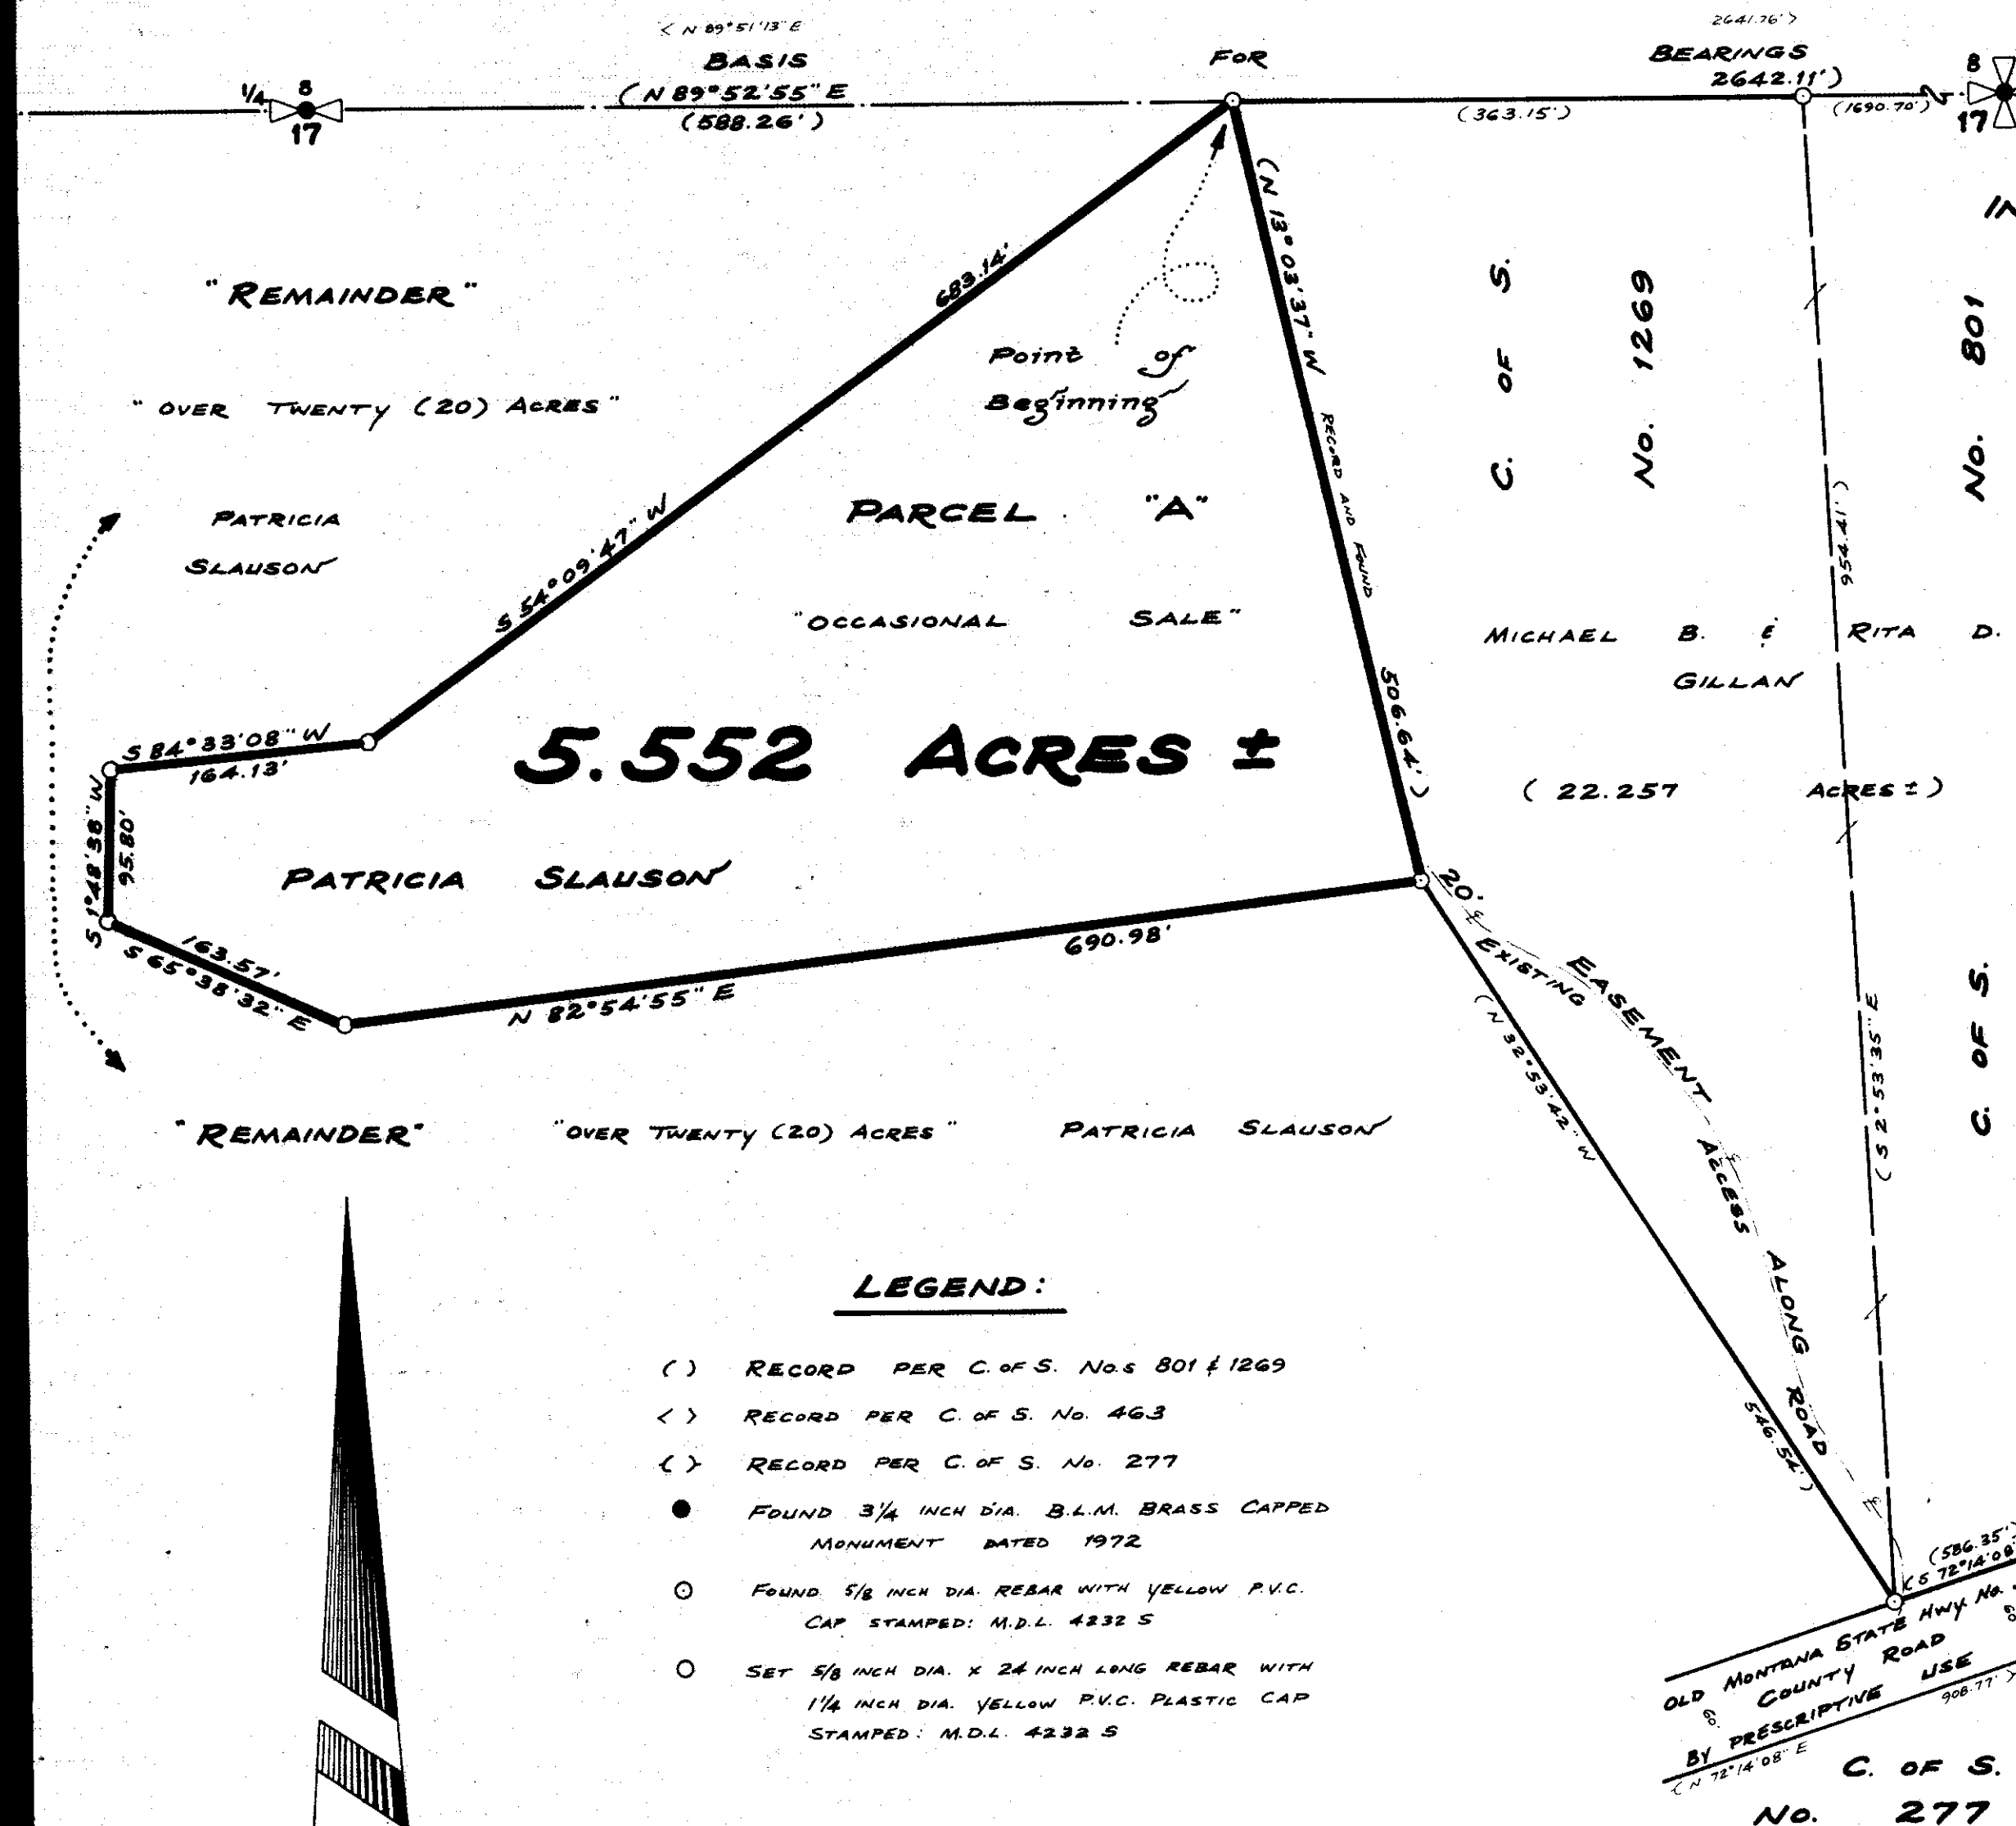 < N 89°51'13" E
2641.76' >
BASIS FOR BEARINGS
( N 89°52'55" E 2642.11' )
(588.26')
(363.15')
(1690.70')
1/4
8
17
8
17
"REMAINDER"
"OVER TWENTY (20) ACRES"
PATRICIA
SLAUSON
683.14'
S 54°09'47" W
Point of
Beginning
(N 13°03'37" W RECORD AND FOUND 506.64')
PARCEL "A"
"OCCASIONAL SALE"
5.552 ACRES ±
PATRICIA SLAUSON
S 84°33'08" W
164.13'
S 1°48'38" W
95.80'
163.57'
S 65°38'32" E
690.98'
N 82°54'55" E
C. OF S.
No. 1269
MICHAEL B. & RITA D.
GILLAN
( 22.257 ACRES ± )
954.41')
(S 2°53'35" E
No. 801
C. OF S.
IN
20'
EXISTING
EASEMENT ACCESS ALONG ROAD
(N 32°53'42" W
546.54')
"REMAINDER" "OVER TWENTY (20) ACRES" PATRICIA SLAUSON
LEGEND:
( ) RECORD PER C. OF S. No.s 801 & 1269
< > RECORD PER C. OF S. No. 463
{ } RECORD PER C. OF S. No. 277
FOUND 3¼ INCH DIA. B.L.M. BRASS CAPPED
MONUMENT DATED 1972
FOUND 5/8 INCH DIA. REBAR WITH YELLOW P.V.C.
CAP STAMPED: M.D.L. 4232 S
SET 5/8 INCH DIA. X 24 INCH LONG REBAR WITH
1¼ INCH DIA. YELLOW P.V.C. PLASTIC CAP
STAMPED: M.D.L. 4232 S
(586.35')
(S 72°14'08"
OLD MONTANA STATE HWY. No.
COUNTY ROAD
BY PRESCRIPTIVE USE
60'
908.77'}
{N 72°14'08" E
C. OF S.
No. 277